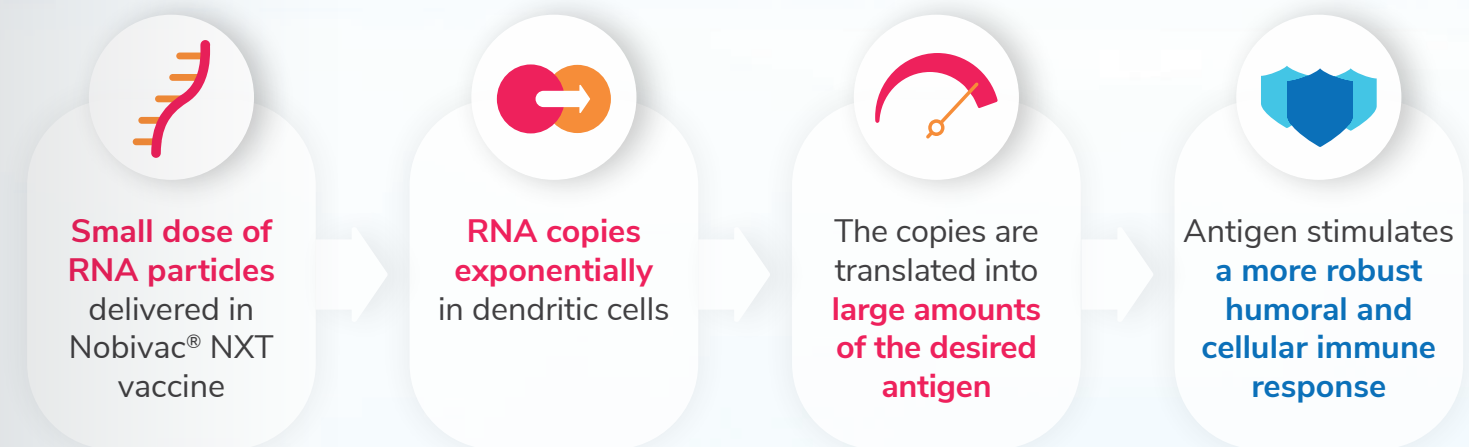 Small dose of
RNA particles
delivered in
Nobivac® NXT
vaccine
RNA copies
exponentially
in dendritic cells
The copies are
translated into
large amounts
of the desired
antigen
Antigen stimulates
a more robust
humoral and
cellular immune
response